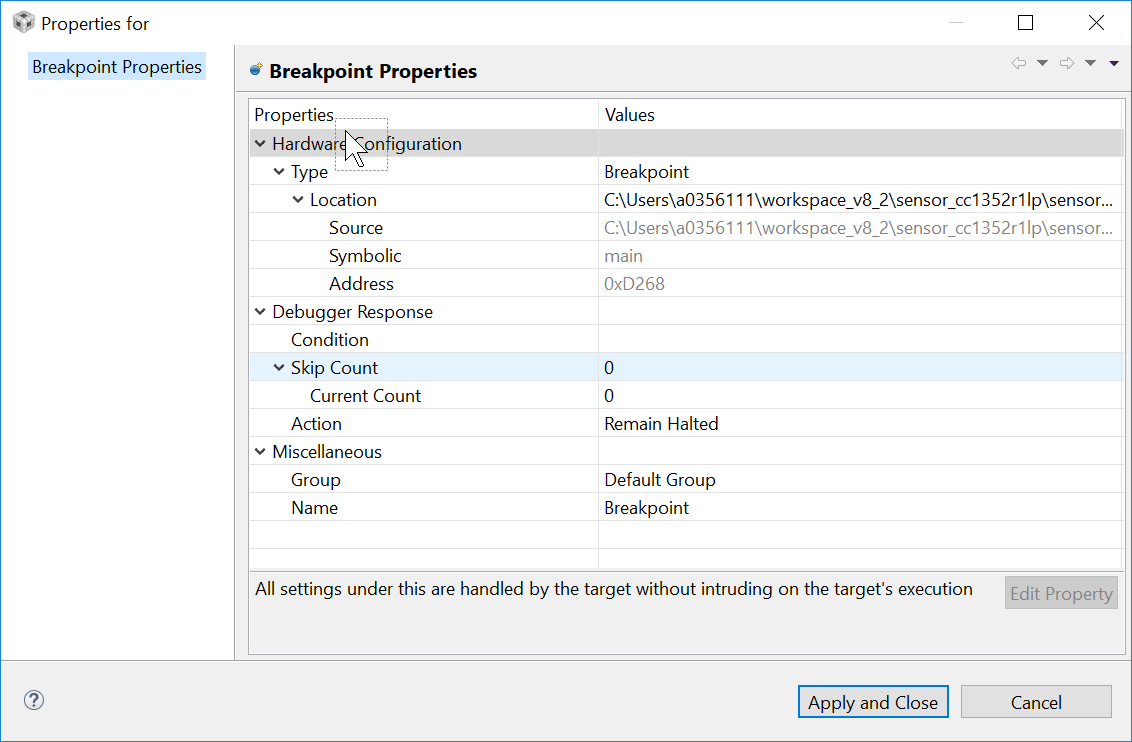 Properties for
Breakpoint Properties
Breakpoint Properties
Properties Values
Hardware Configuration
Type Breakpoint
Location C:\Users\a0356111\workspace_v8_2\sensor_cc1352r1lp\sensor...
Source C:\Users\a0356111\workspace_v8_2\sensor_cc1352r1lp\sensor...
Symbolic main
Address 0xD268
Debugger Response
Condition
Skip Count 0
Current Count 0
Action Remain Halted
Miscellaneous
Group Default Group
Name Breakpoint
All settings under this are handled by the target without intruding on the target's execution Edit Property
? Apply and Close Cancel